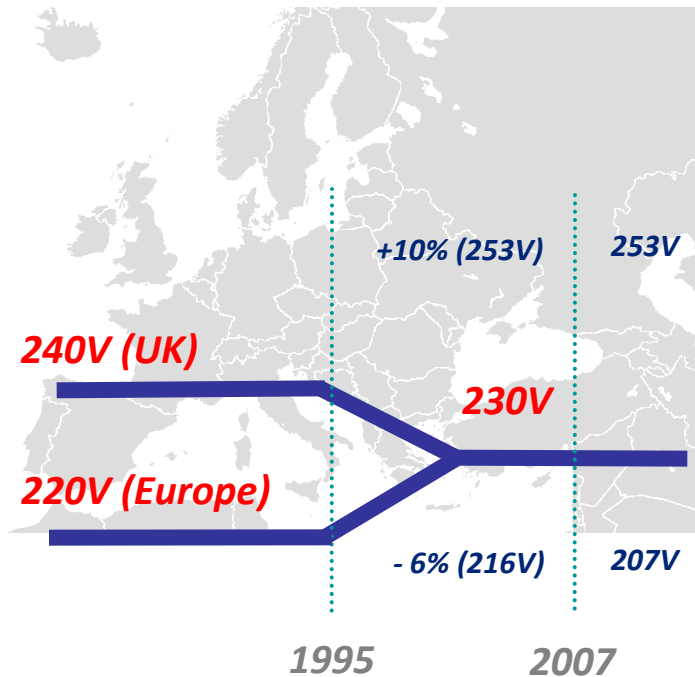 +10% (253V)
253V
240V (UK)
230V
220V (Europe)
- 6% (216V)
207V
1995
2007